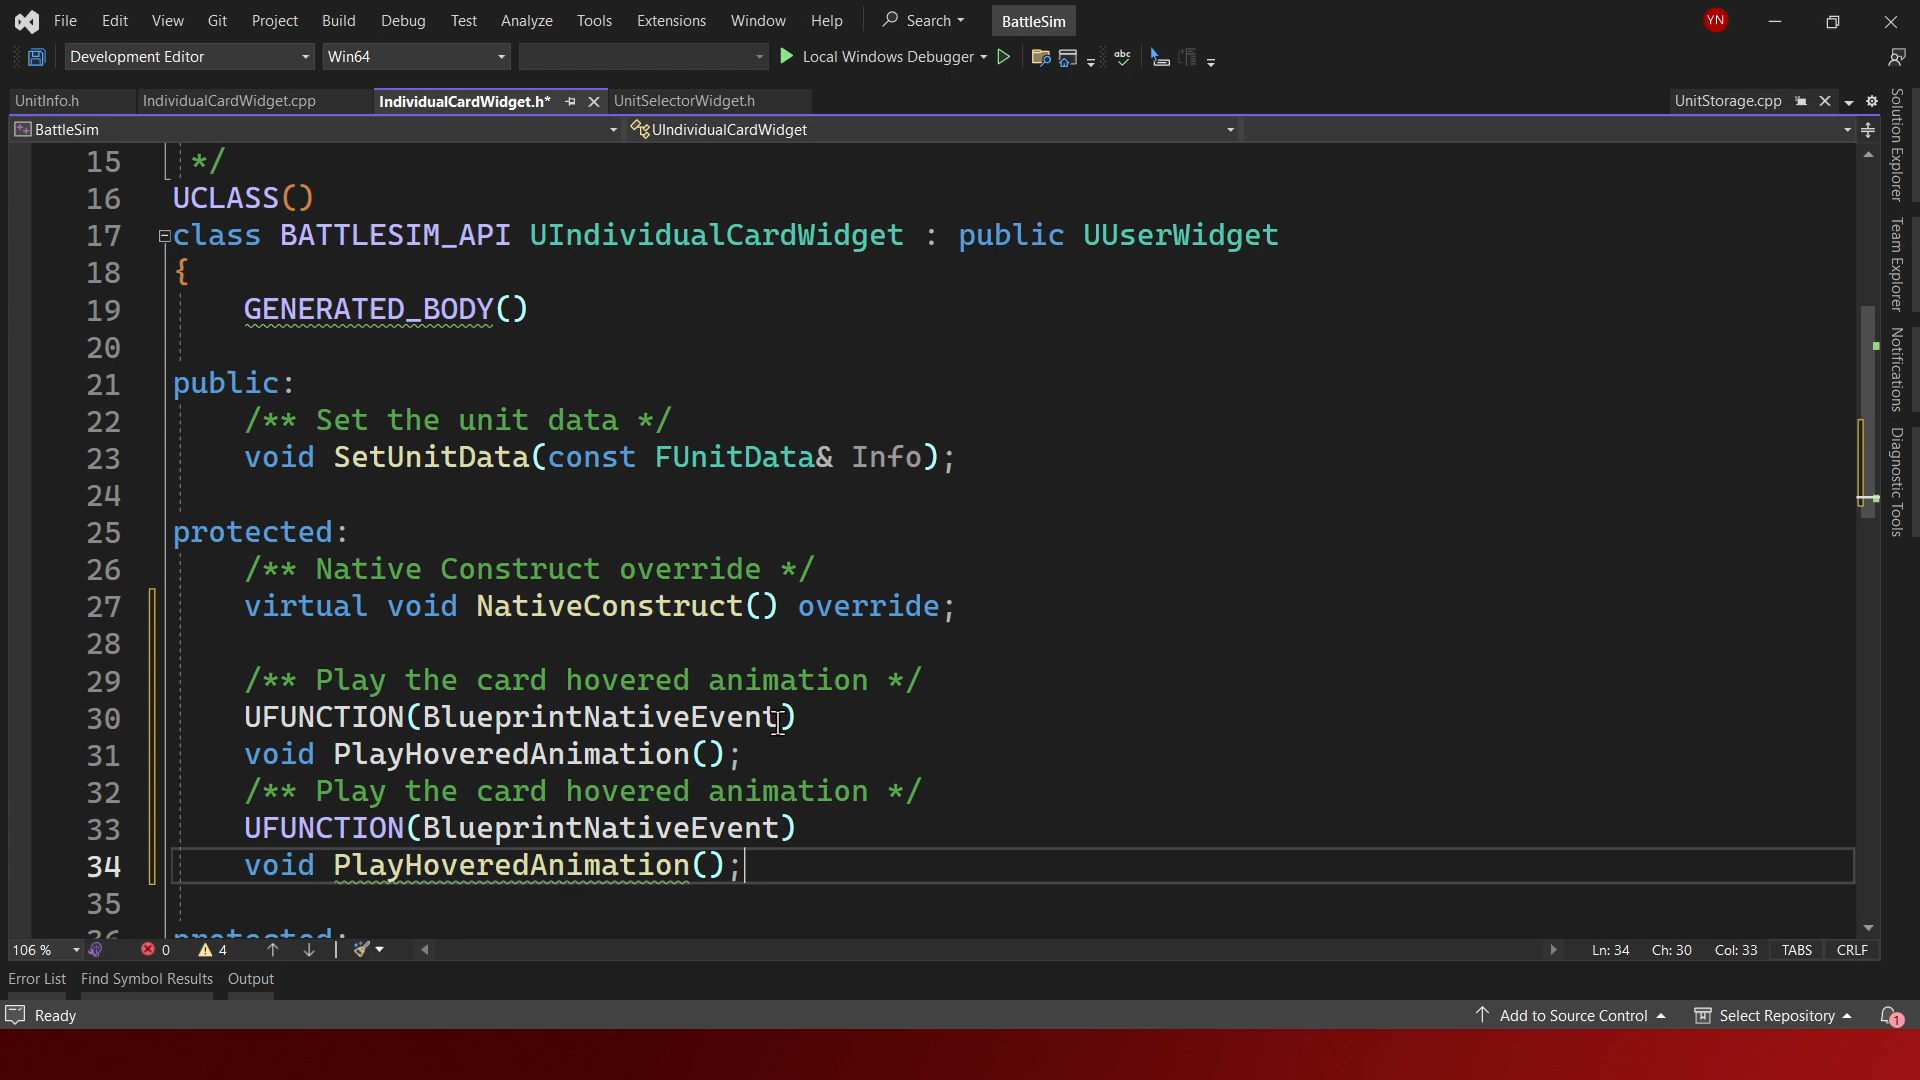 File Edit View Git Project Build Debug Test Analyze Tools Extensions Window Help Search BattleSim YN
Development Editor Win64 Local Windows Debugger
UnitInfo.h IndividualCardWidget.cpp IndividualCardWidget.h* UnitSelectorWidget.h UnitStorage.cpp
BattleSim UIndividualCardWidget
15 */
16 UCLASS()
17 class BATTLESIM_API UIndividualCardWidget : public UUserWidget
18 {
19 GENERATED_BODY()
20
21 public:
22 /** Set the unit data */
23 void SetUnitData(const FUnitData& Info);
24
25 protected:
26 /** Native Construct override */
27 virtual void NativeConstruct() override;
28
29 /** Play the card hovered animation */
30 UFUNCTION(BlueprintNativeEvent)
31 void PlayHoveredAnimation();
32 /** Play the card hovered animation */
33 UFUNCTION(BlueprintNativeEvent)
34 void PlayHoveredAnimation();
35
36 protected:
Solution Explorer
Team Explorer
Notifications
Diagnostic Tools
106 % 0 4 Ln: 34 Ch: 30 Col: 33 TABS CRLF
Error List Find Symbol Results Output
Ready Add to Source Control Select Repository 1